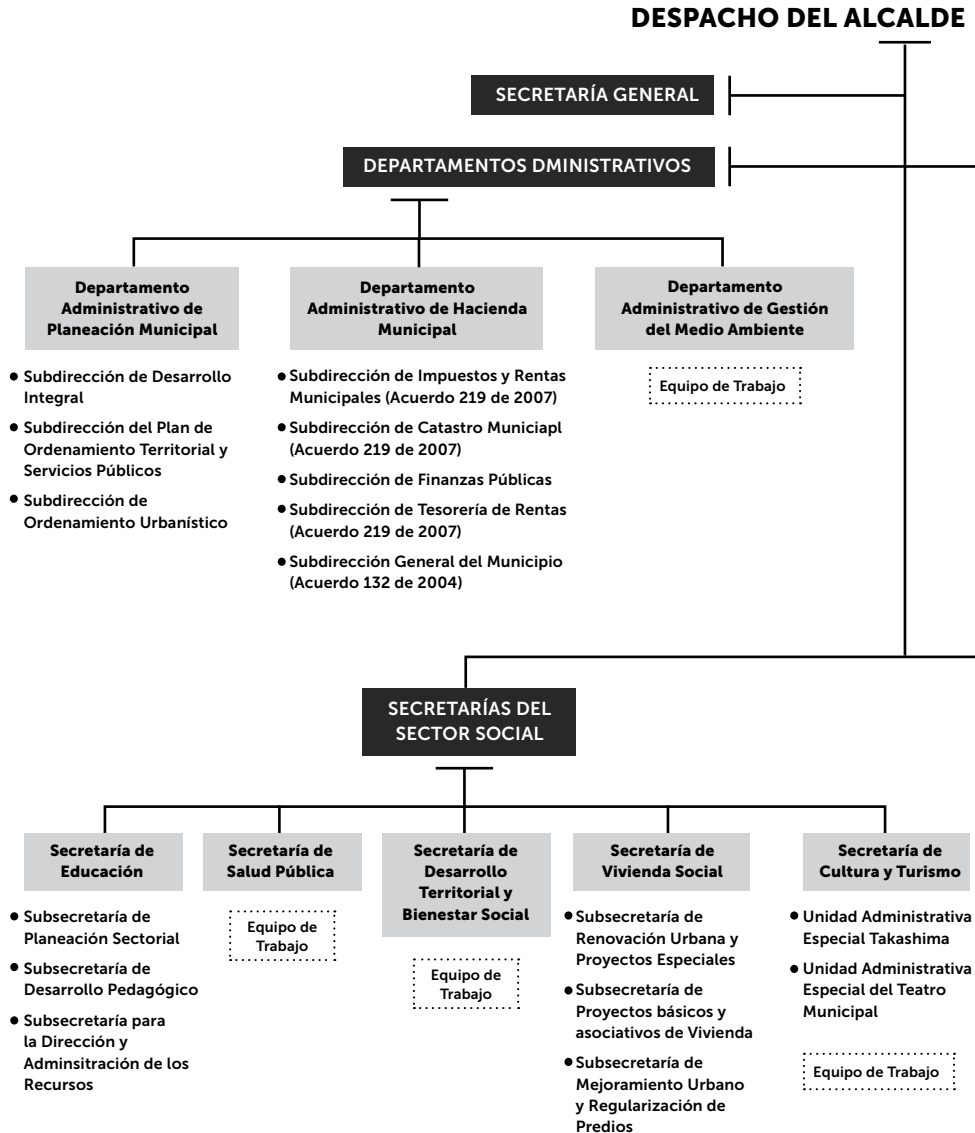 DESPACHO DEL ALCALDE
SECRETARÍA GENERAL
DEPARTAMENTOS DMINISTRATIVOS
Departamento
Administrativo de
Planeación Municipal
• Subdirección de Desarrollo
Integral
• Subdirección del Plan de
Ordenamiento Territorial y
Servicios Públicos
• Subdirección de
Ordenamiento Urbanístico
Departamento
Administrativo de Hacienda
Municipal
• Subdirección de Impuestos y Rentas
Municipales (Acuerdo 219 de 2007)
• Subdirección de Catastro Municiapl
(Acuerdo 219 de 2007)
• Subdirección de Finanzas Públicas
• Subdirección de Tesorería de Rentas
(Acuerdo 219 de 2007)
• Subdirección General del Municipio
(Acuerdo 132 de 2004)
Departamento
Administrativo de Gestión
del Medio Ambiente
Equipo de Trabajo
SECRETARÍAS DEL
SECTOR SOCIAL
Secretaría de
Educación
• Subsecretaría de
Planeación Sectorial
• Subsecretaría de
Desarrollo Pedagógico
• Subsecretaría para
la Dirección y
Adminsitración de los
Recursos
Secretaría de
Salud Pública
Equipo de
Trabajo
Secretaría de
Desarrollo
Territorial y
Bienestar Social
Equipo de
Trabajo
Secretaría de
Vivienda Social
• Subsecretaría de
Renovación Urbana y
Proyectos Especiales
• Subsecretaría de
Proyectos básicos y
asociativos de Vivienda
• Subsecretaría de
Mejoramiento Urbano
y Regularización de
Predios
Secretaría de
Cultura y Turismo
• Unidad Administrativa
Especial Takashima
• Unidad Administrativa
Especial del Teatro
Municipal
Equipo de Trabajo